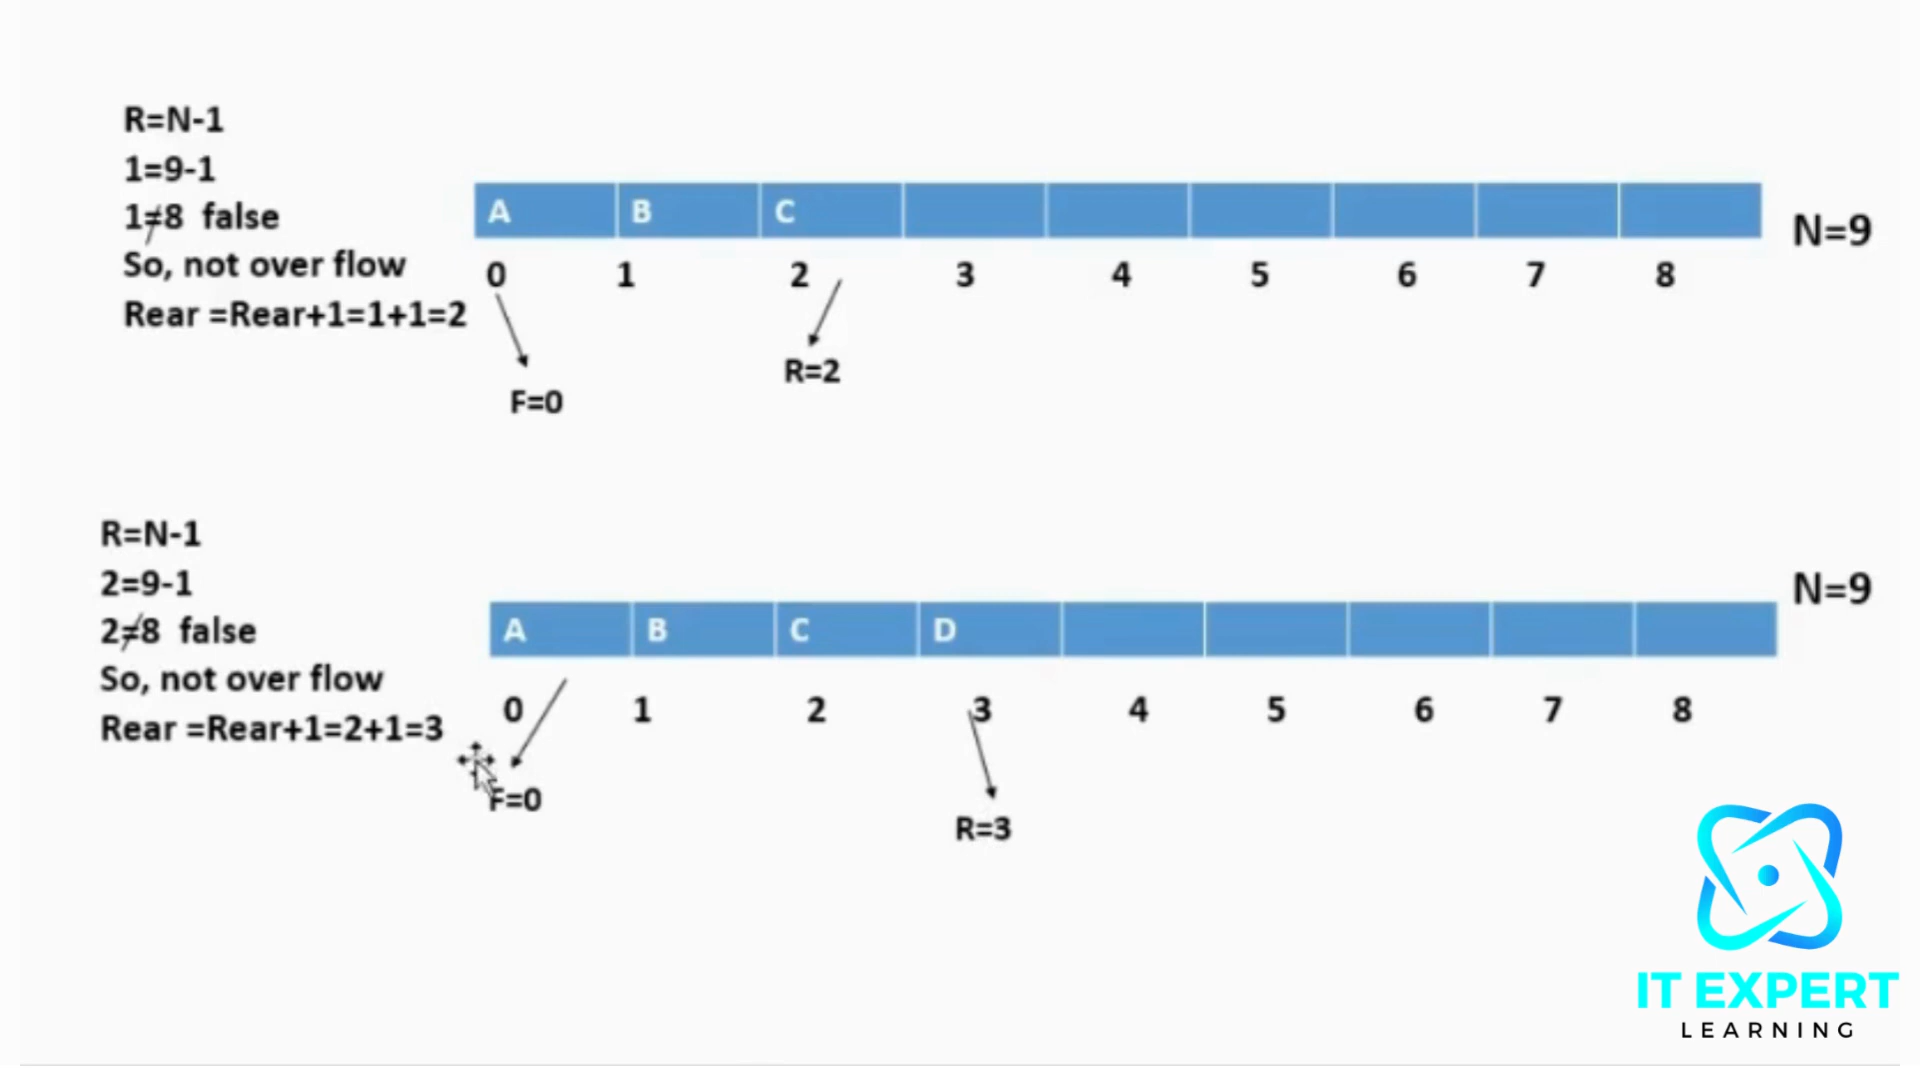 R=N-1
1=9-1
1≠8 false
So, not over flow
Rear =Rear+1=1+1=2
A B C
N=9
0 1 2 3 4 5 6 7 8
F=0
R=2
R=N-1
2=9-1
2≠8 false
So, not over flow
Rear =Rear+1=2+1=3
A B C D
N=9
0 1 2 3 4 5 6 7 8
F=0
R=3
IT EXPERT
LEARNING